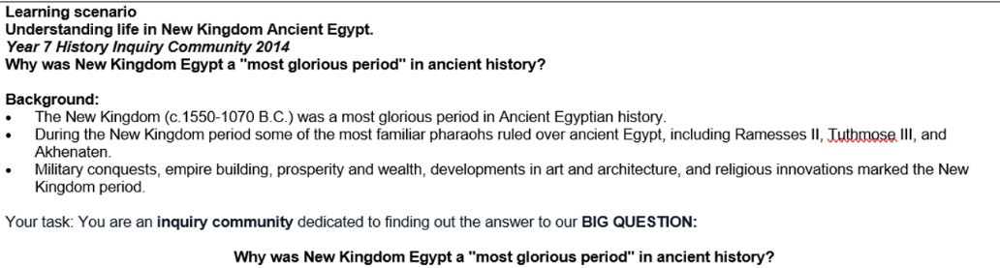 Learning scenario
Understanding life in New Kingdom Ancient Egypt.
Year 7 History Inquiry Community 2014
Why was New Kingdom Egypt a "most glorious period" in ancient history?
Background:
• The New Kingdom (c.1550-1070 B.C.) was a most glorious period in Ancient Egyptian history.
• During the New Kingdom period some of the most familiar pharaohs ruled over ancient Egypt, including Ramesses II, Tuthmose III, and
Akhenaten.
• Military conquests, empire building, prosperity and wealth, developments in art and architecture, and religious innovations marked the New
Kingdom period.
Your task: You are an inquiry community dedicated to finding out the answer to our BIG QUESTION:
Why was New Kingdom Egypt a "most glorious period" in ancient history?